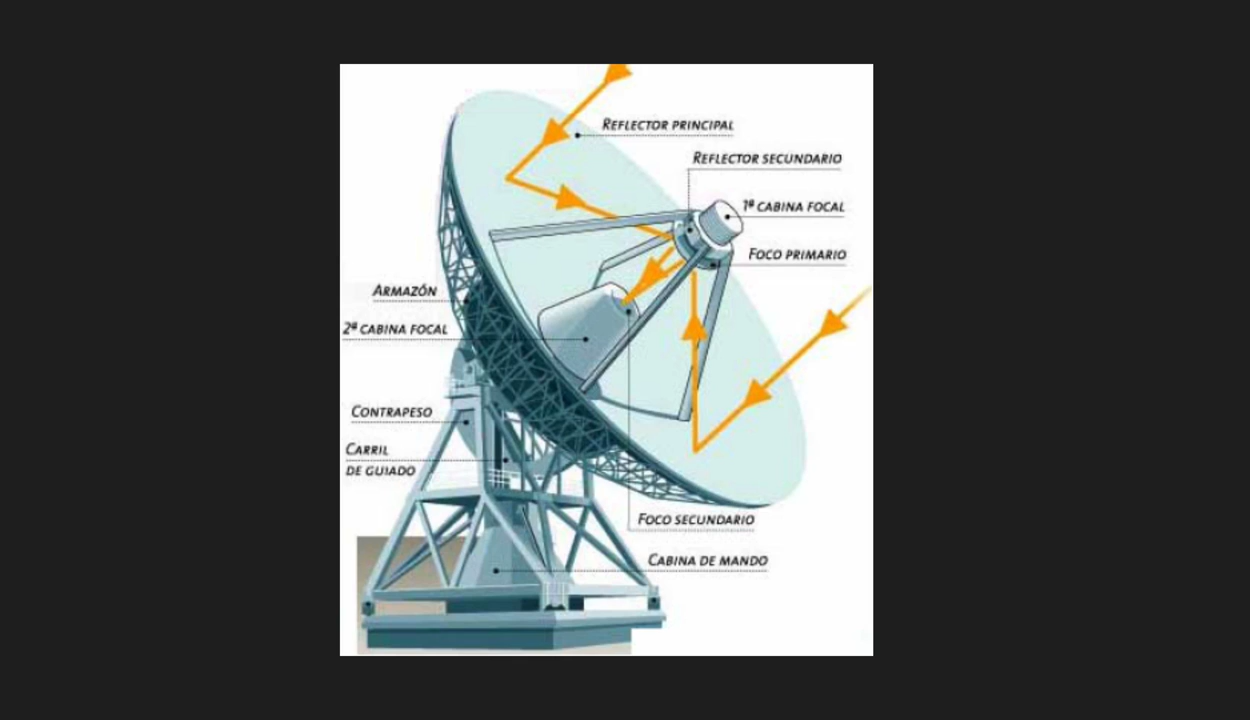 REFLECTOR PRINCIPAL
REFLECTOR SECUNDARIO
1ª CABINA FOCAL
FOCO PRIMARIO
ARMAZÓN
2ª CABINA FOCAL
CONTRAPESO
CARRIL
DE GUIADO
FOCO SECUNDARIO
CABINA DE MANDO